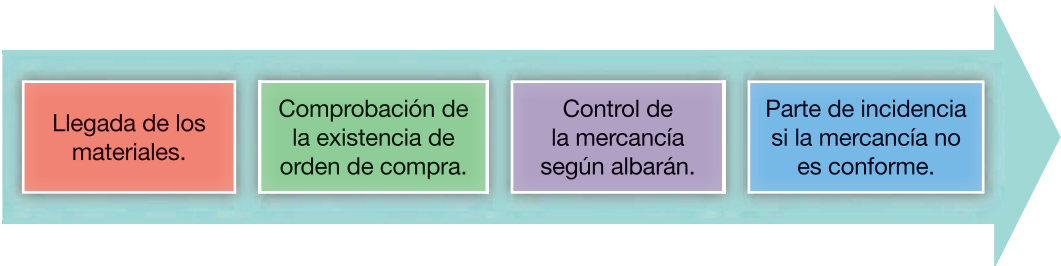 Llegada de los
materiales.
Comprobación de
la existencia de
orden de compra.
Control de
la mercancía
según albarán.
Parte de incidencia
si la mercancía no
es conforme.